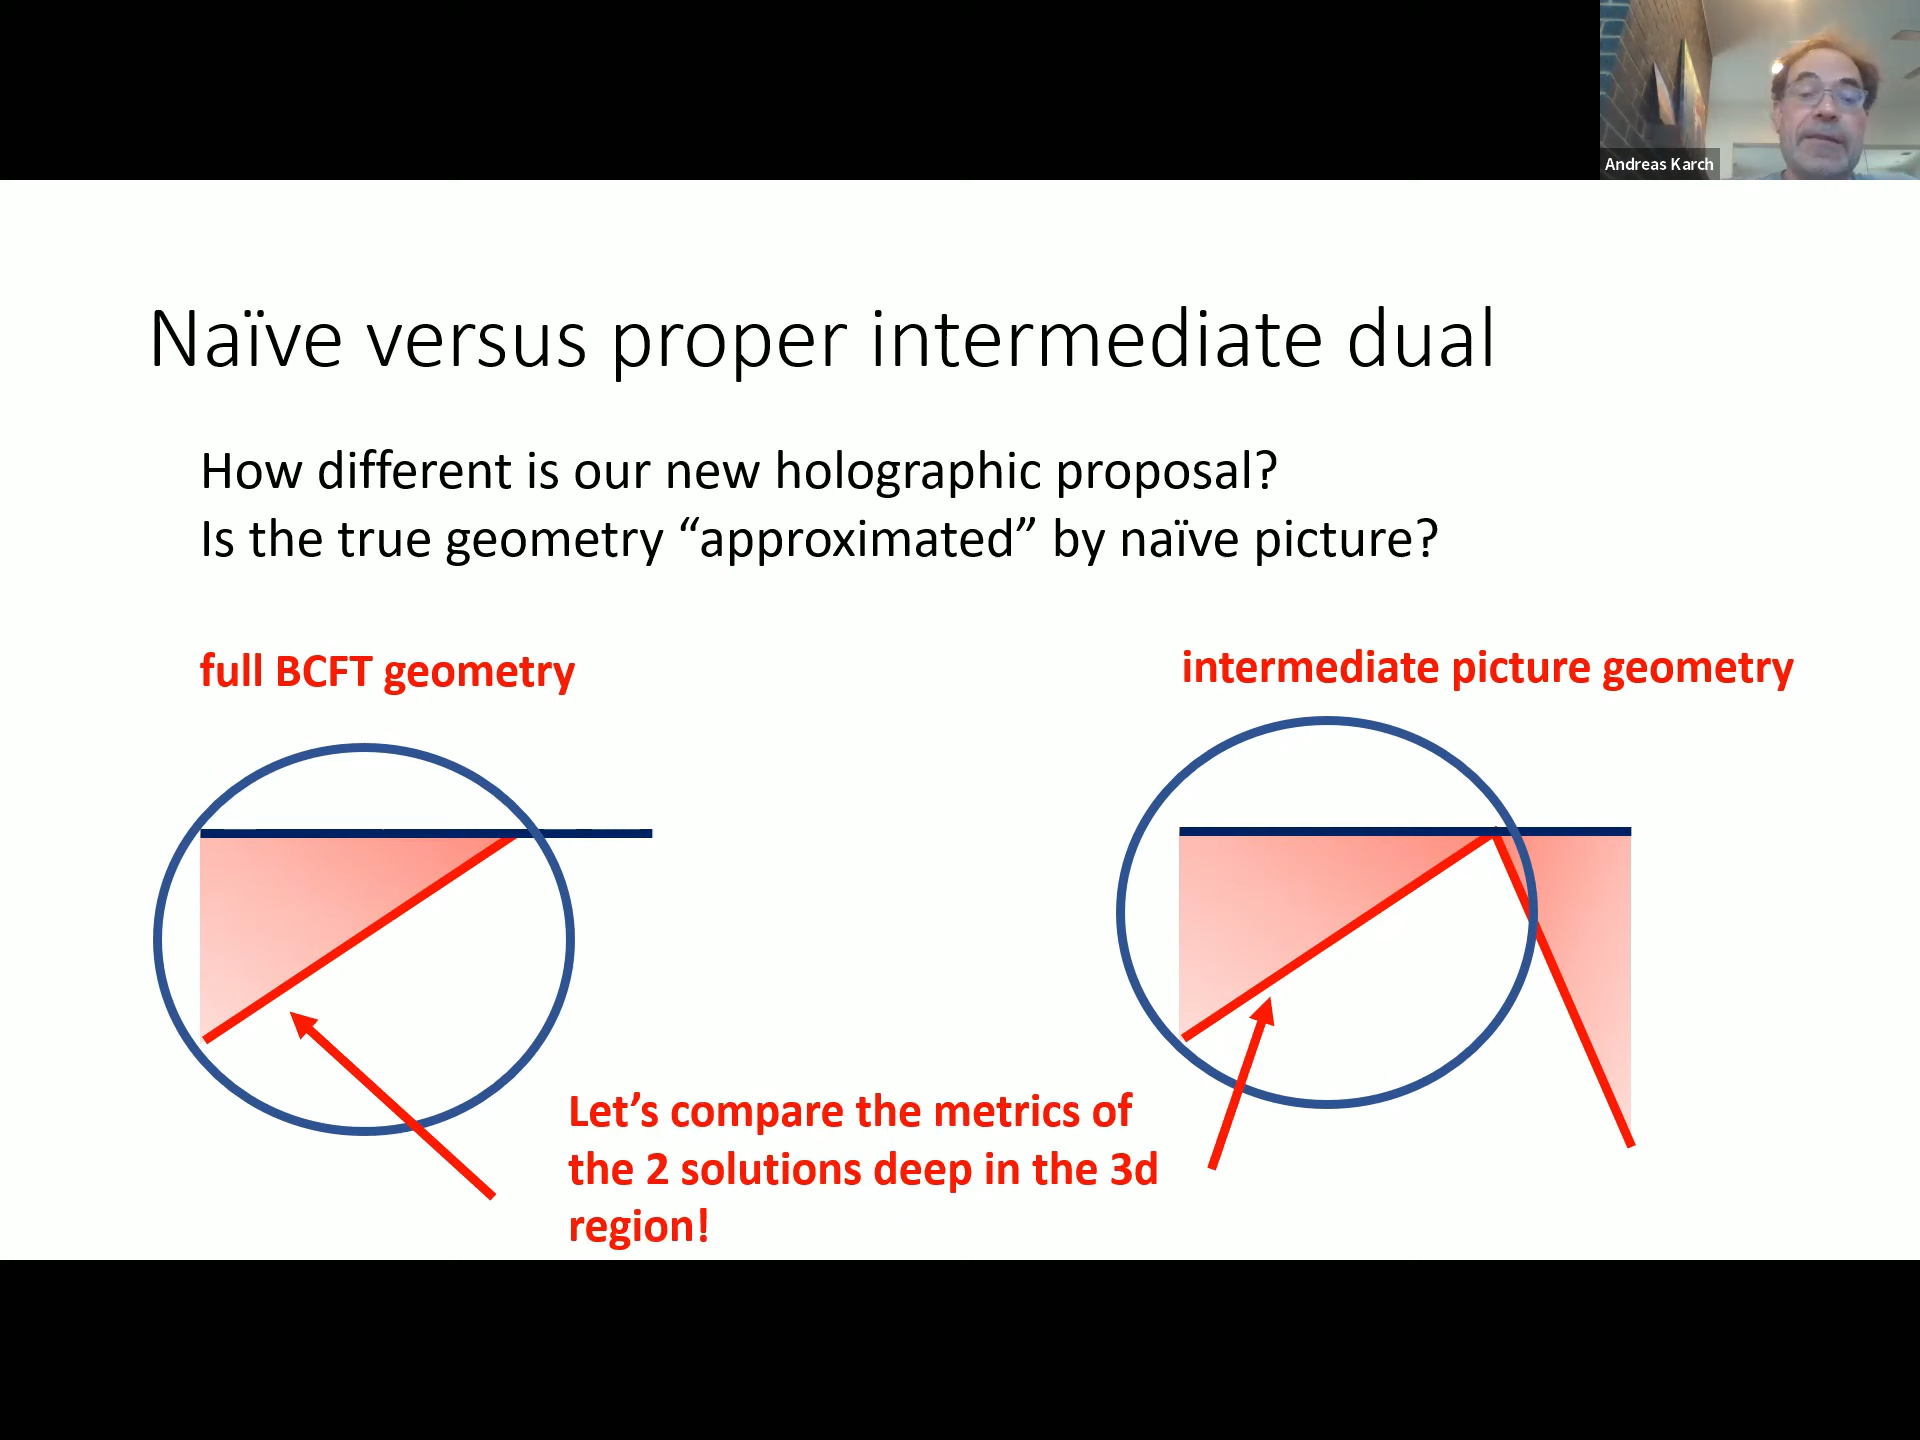 Andreas Karch
Naïve versus proper intermediate dual
How different is our new holographic proposal?
Is the true geometry “approximated” by naïve picture?
full BCFT geometry
intermediate picture geometry
Let’s compare the metrics of
the 2 solutions deep in the 3d
region!